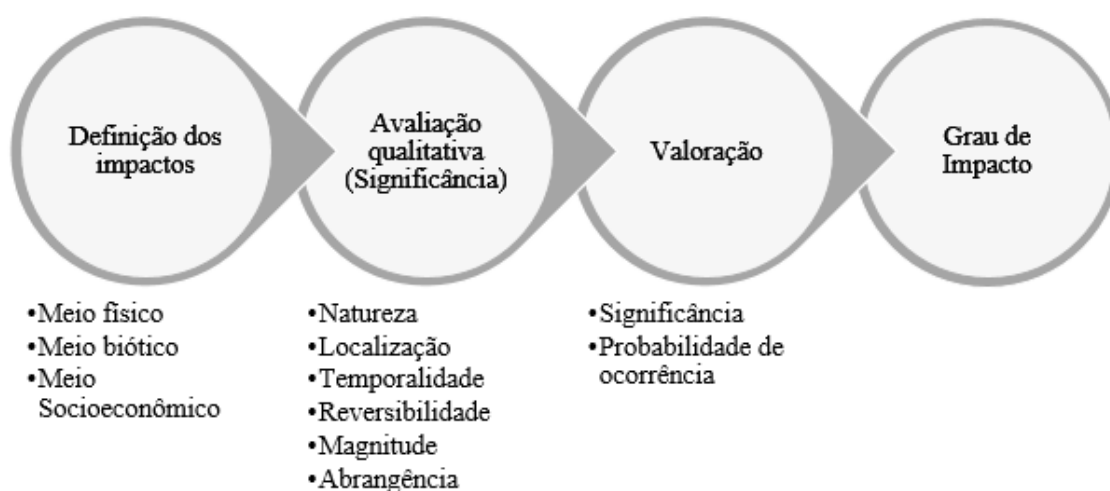 Definição dos
impactos
Avaliação
qualitativa
(Significância)
Valoração
Grau de
Impacto
•Meio físico
•Meio biótico
•Meio
Socioeconômico
•Natureza
•Localização
•Temporalidade
•Reversibilidade
•Magnitude
•Abrangência
•Significância
•Probabilidade de
ocorrência